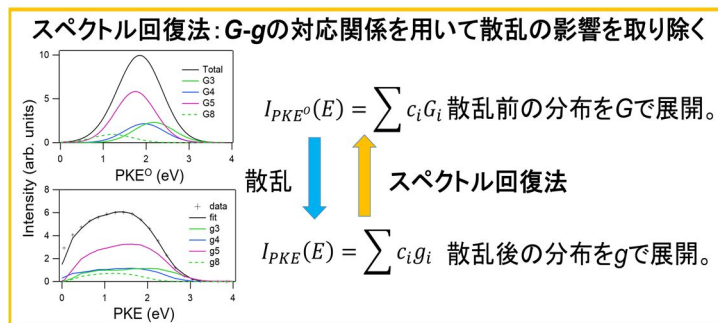 スペクトル回復法：G-gの対応関係を用いて散乱の影響を取り除く
Intensity (arb. units)
10
5
0
Total
G3
G4
G5
G8
0 1 2 3 4
PKE^O (eV)
6
4
2
0
+ data
fit
g3
g4
g5
g8
0 1 2 3 4
PKE (eV)
I_{PKE^O}(E) = ∑ c_i G_i 散乱前の分布をGで展開。
散乱
スペクトル回復法
I_{PKE}(E) = ∑ c_i g_i 散乱後の分布をgで展開。